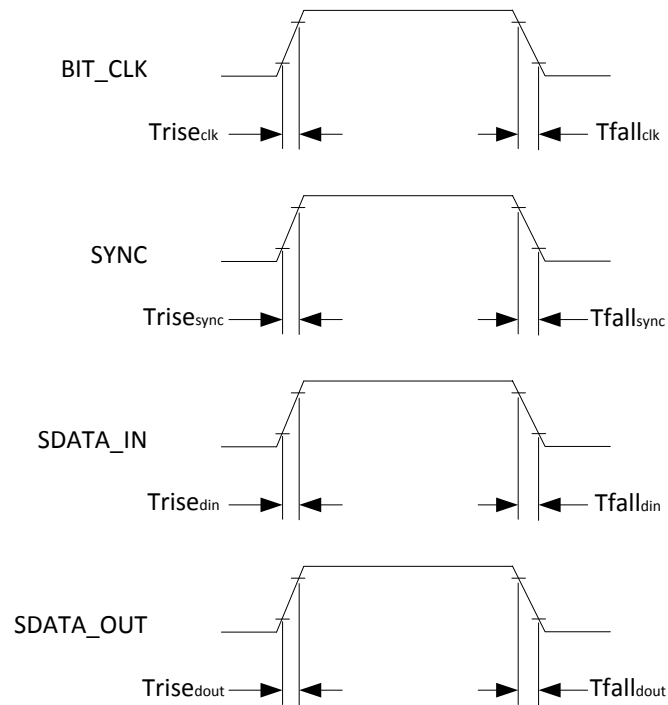 BIT_CLK
Triseclk
Tfallclk
SYNC
Trisesync
Tfallsync
SDATA_IN
Trisedin
Tfalldin
SDATA_OUT
Trisedout
Tfalldout